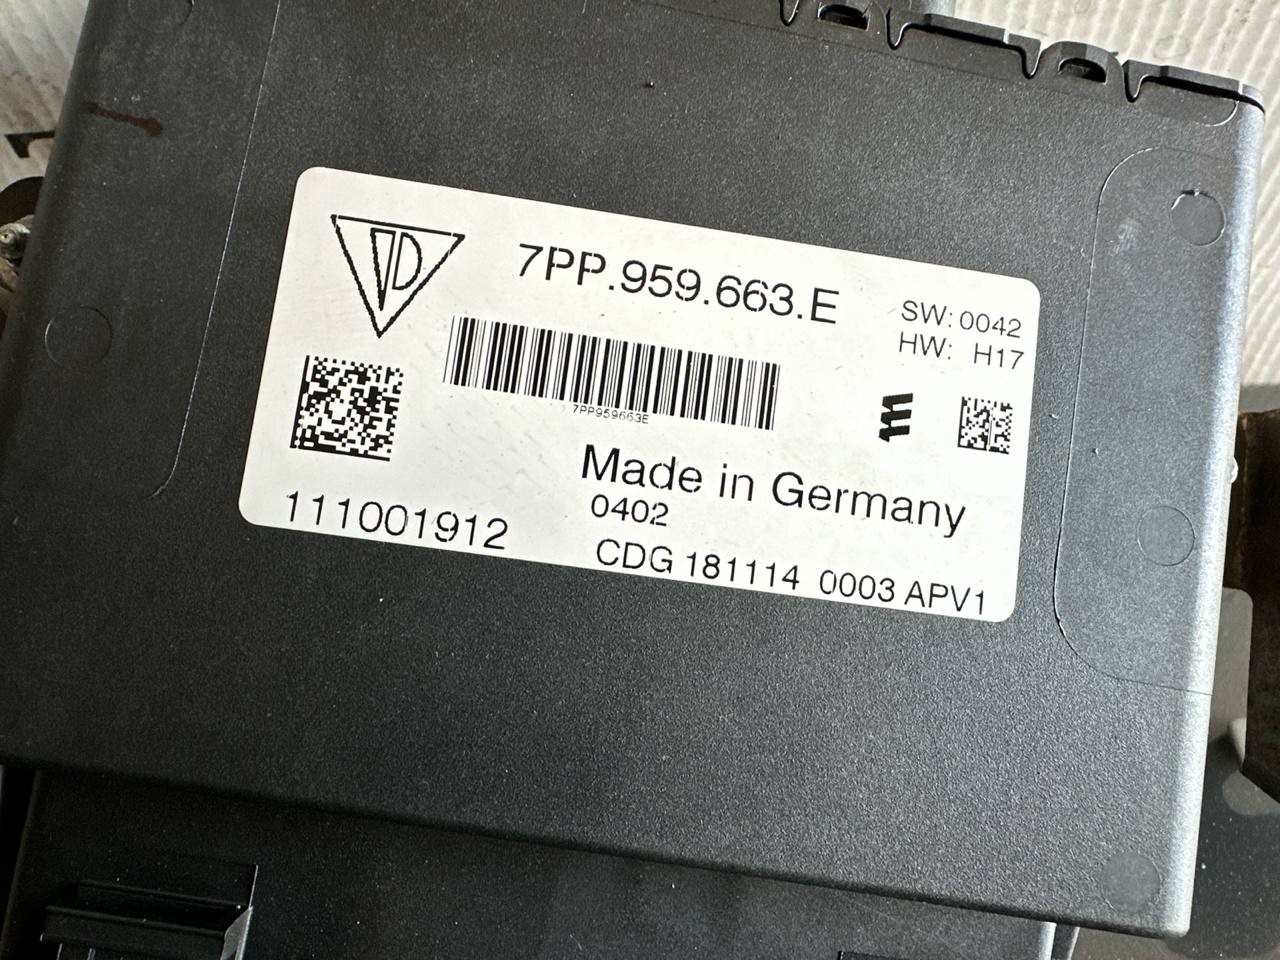 7PP.959.663.E
SW: 0042
HW: H17
7PP959663E
Made in Germany
0402
111001912
CDG 181114 0003 APV1